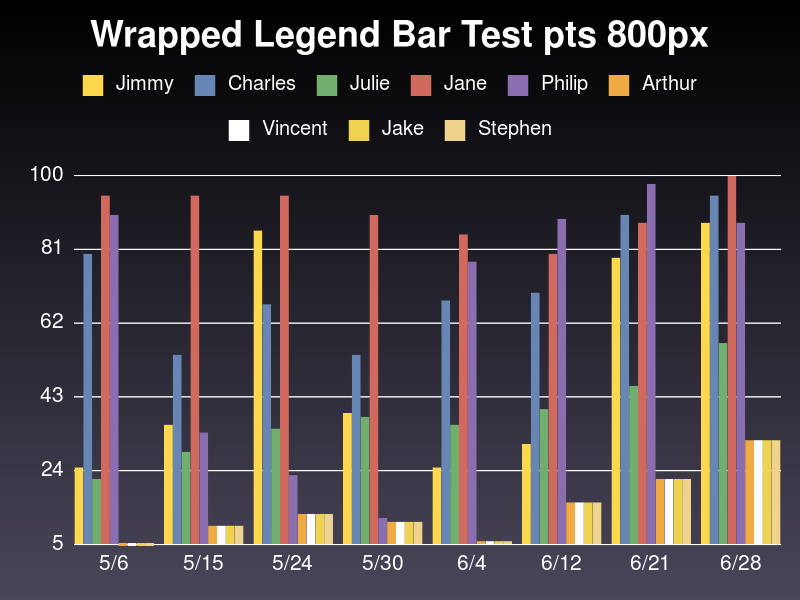 Wrapped Legend Bar Test pts 800px
Jimmy Charles Julie Jane Philip Arthur
Vincent Jake Stephen
100
81
62
43
24
5
5/6 5/15 5/24 5/30 6/4 6/12 6/21 6/28